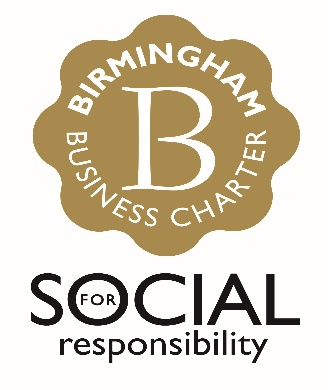 BIRMINGHAM
B
BUSINESS CHARTER
FOR
SOCIAL
responsibility